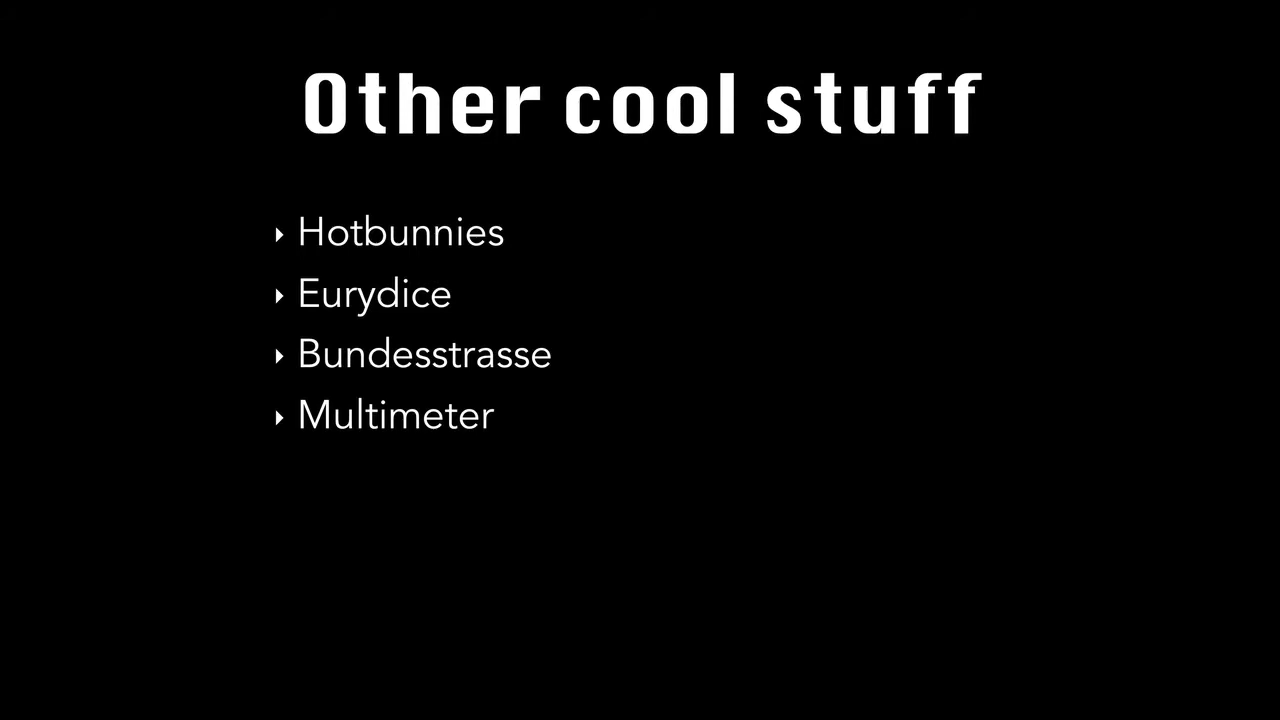 Other cool stuff
‣ Hotbunnies
‣ Eurydice
‣ Bundesstrasse
‣ Multimeter